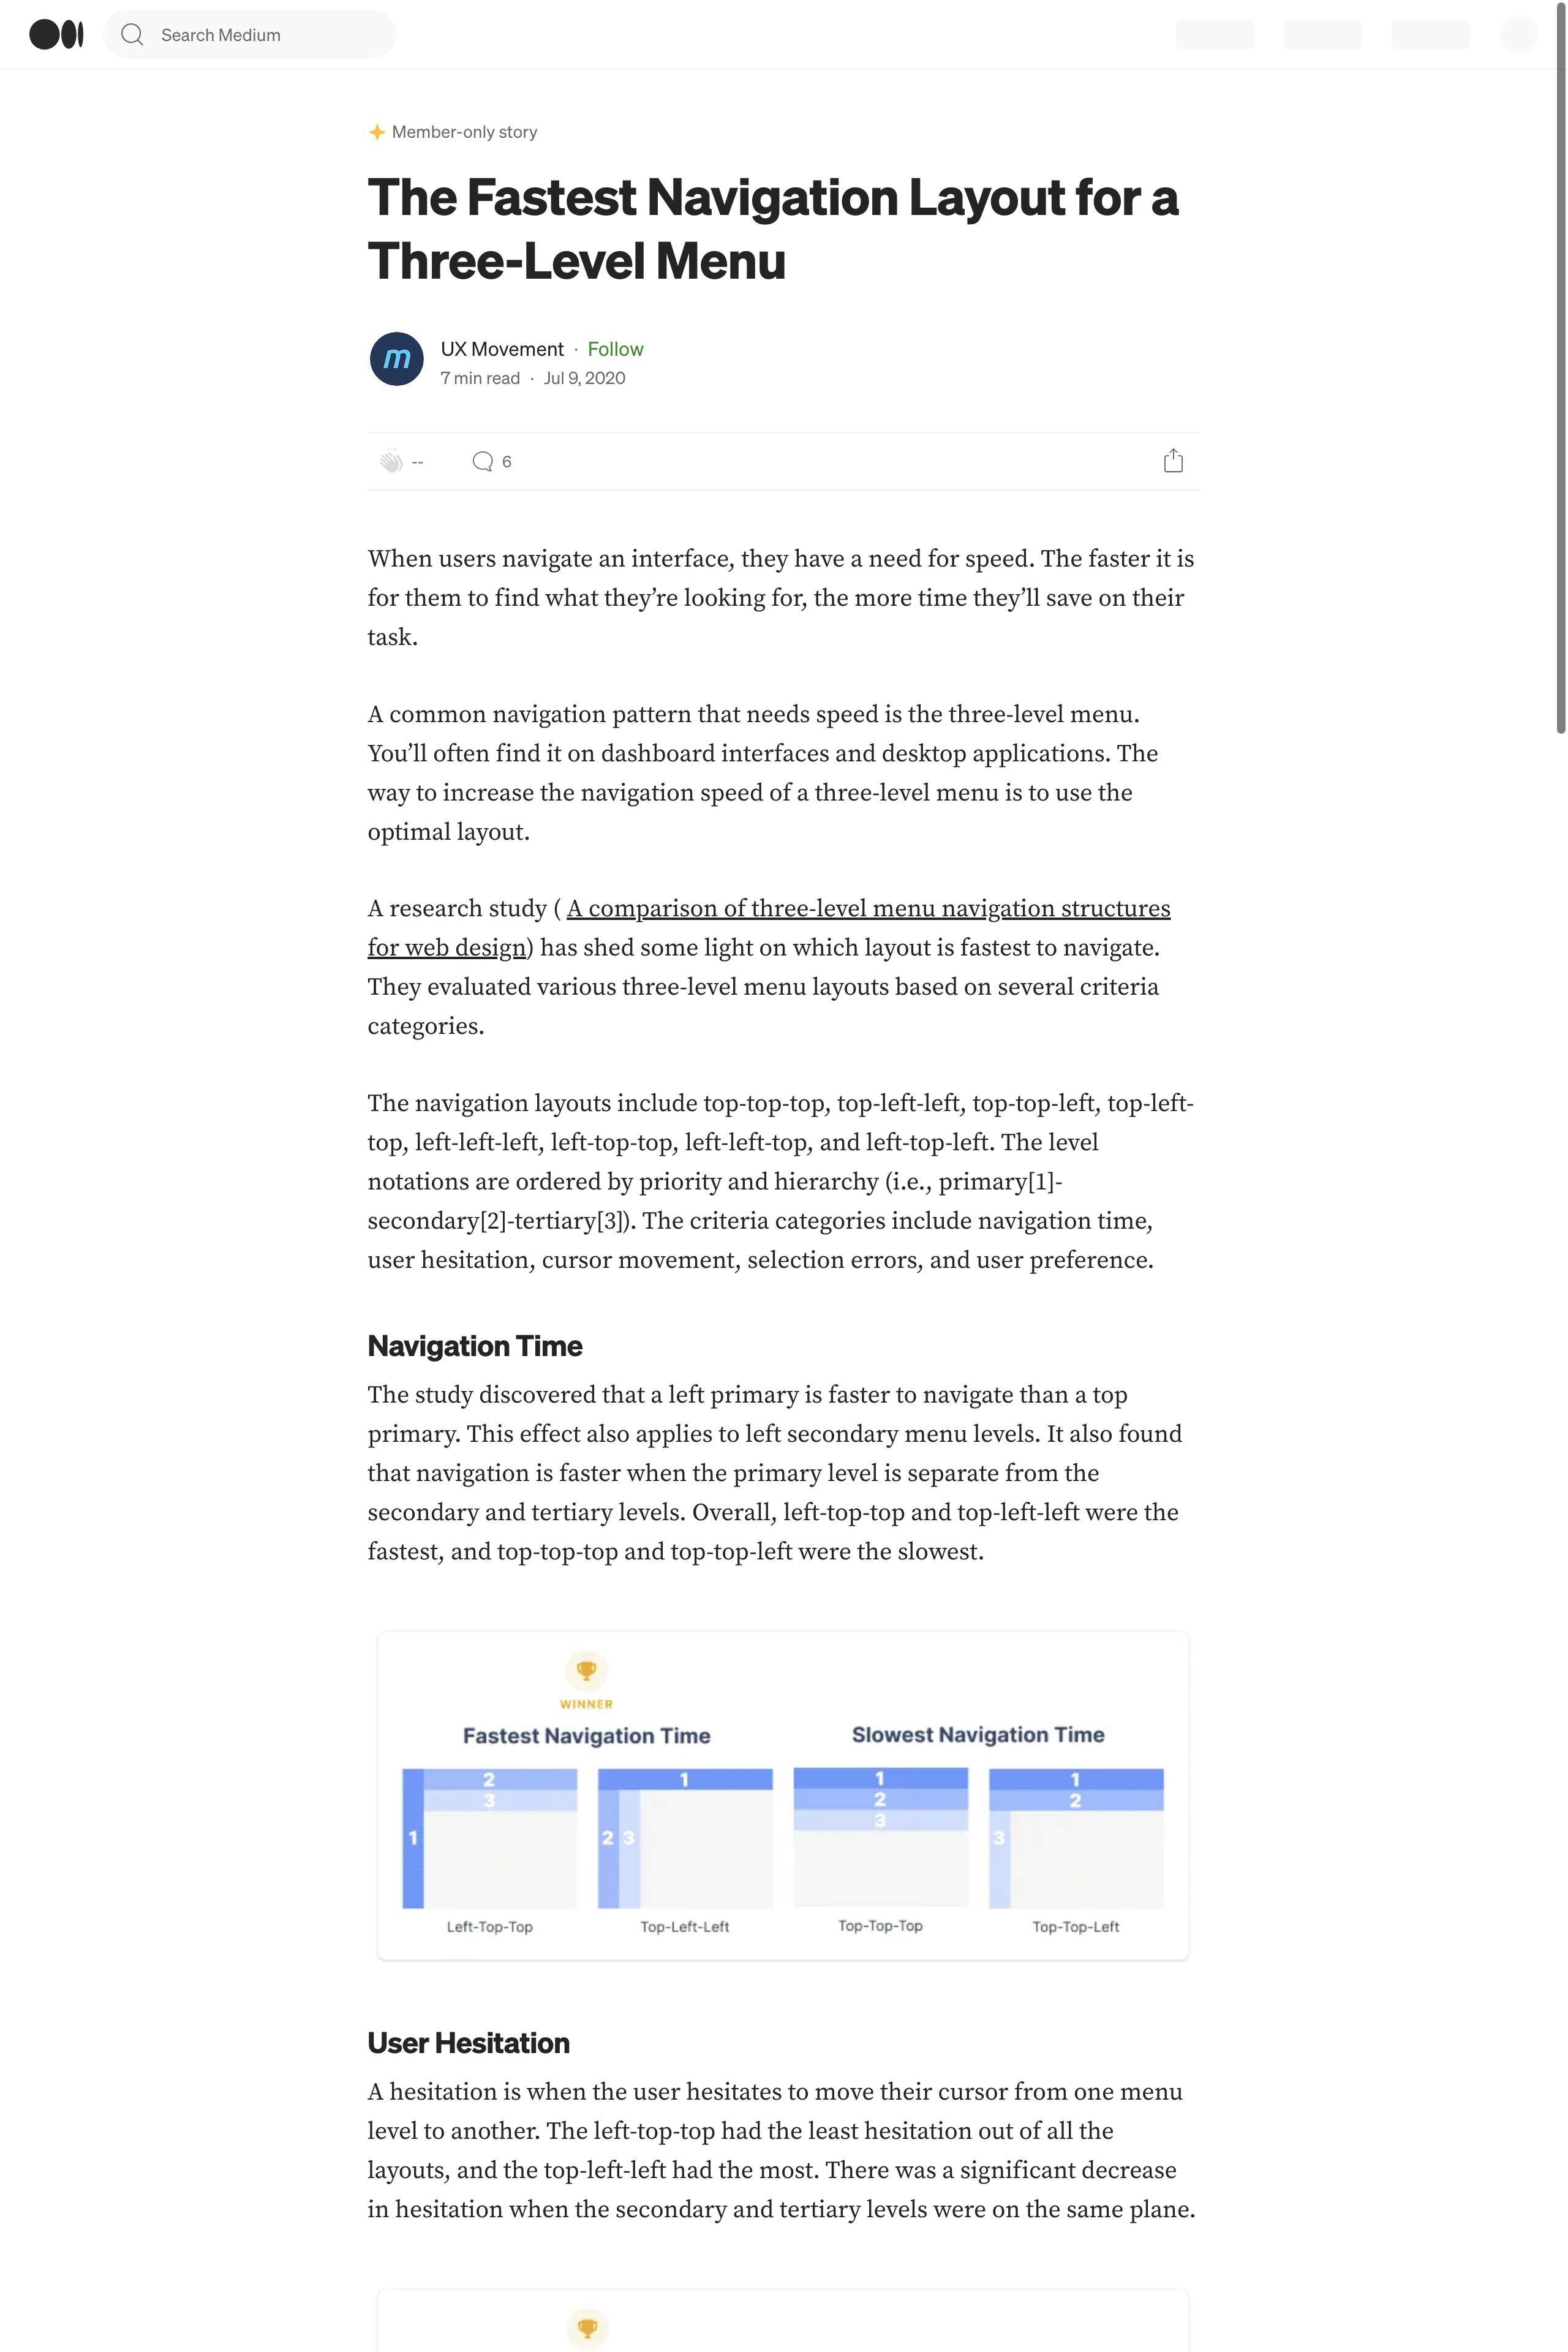 Search Medium
Member-only story
The Fastest Navigation Layout for a
Three-Level Menu
m
UX Movement · Follow
7 min read · Jul 9, 2020
-- 6
When users navigate an interface, they have a need for speed. The faster it is
for them to find what they’re looking for, the more time they’ll save on their
task.
A common navigation pattern that needs speed is the three-level menu.
You’ll often find it on dashboard interfaces and desktop applications. The
way to increase the navigation speed of a three-level menu is to use the
optimal layout.
A research study ( A comparison of three-level menu navigation structures
for web design) has shed some light on which layout is fastest to navigate.
They evaluated various three-level menu layouts based on several criteria
categories.
The navigation layouts include top-top-top, top-left-left, top-top-left, top-left-
top, left-left-left, left-top-top, left-left-top, and left-top-left. The level
notations are ordered by priority and hierarchy (i.e., primary[1]-
secondary[2]-tertiary[3]). The criteria categories include navigation time,
user hesitation, cursor movement, selection errors, and user preference.
Navigation Time
The study discovered that a left primary is faster to navigate than a top
primary. This effect also applies to left secondary menu levels. It also found
that navigation is faster when the primary level is separate from the
secondary and tertiary levels. Overall, left-top-top and top-left-left were the
fastest, and top-top-top and top-top-left were the slowest.
WINNER
Fastest Navigation Time
2
3
1
Left-Top-Top
1
2 3
Top-Left-Left
Slowest Navigation Time
1
2
3
Top-Top-Top
1
2
3
Top-Top-Left
User Hesitation
A hesitation is when the user hesitates to move their cursor from one menu
level to another. The left-top-top had the least hesitation out of all the
layouts, and the top-left-left had the most. There was a significant decrease
in hesitation when the secondary and tertiary levels were on the same plane.